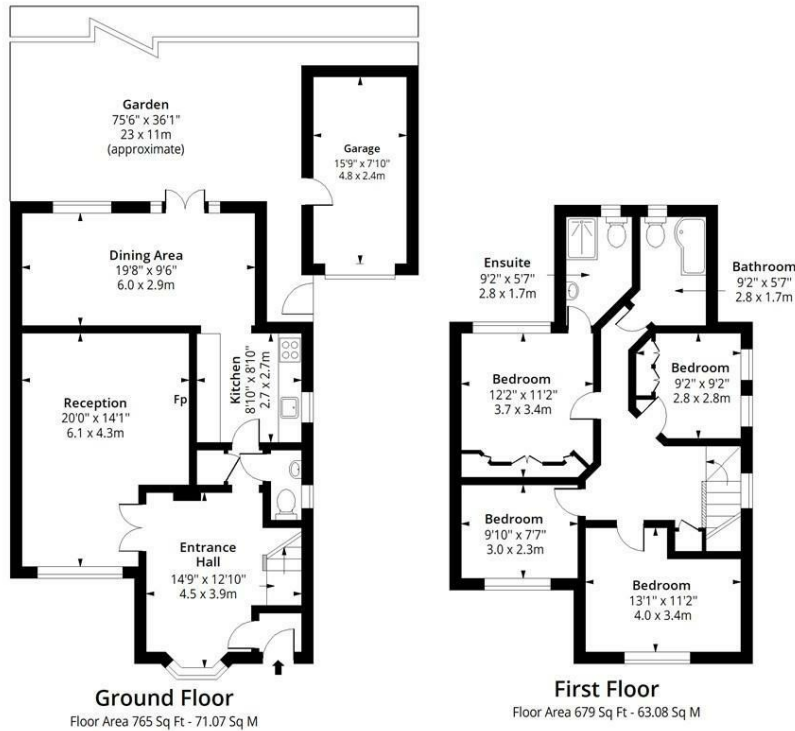 Garden
75'6" x 36'1"
23 x 11m
(approximate)
Garage
15'9" x 7'10"
4.8 x 2.4m
Dining Area
19'8" x 9'6"
6.0 x 2.9m
Reception
20'0" x 14'1"
6.1 x 4.3m
Fp
Kitchen
8'10" x 8'10"
2.7 x 2.7m
Entrance
Hall
14'9" x 12'10"
4.5 x 3.9m
Ground Floor
Floor Area 765 Sq Ft - 71.07 Sq M
Ensuite
9'2" x 5'7"
2.8 x 1.7m
Bathroom
9'2" x 5'7"
2.8 x 1.7m
Bedroom
12'2" x 11'2"
3.7 x 3.4m
Bedroom
9'2" x 9'2"
2.8 x 2.8m
Bedroom
9'10" x 7'7"
3.0 x 2.3m
Bedroom
13'1" x 11'2"
4.0 x 3.4m
First Floor
Floor Area 679 Sq Ft - 63.08 Sq M